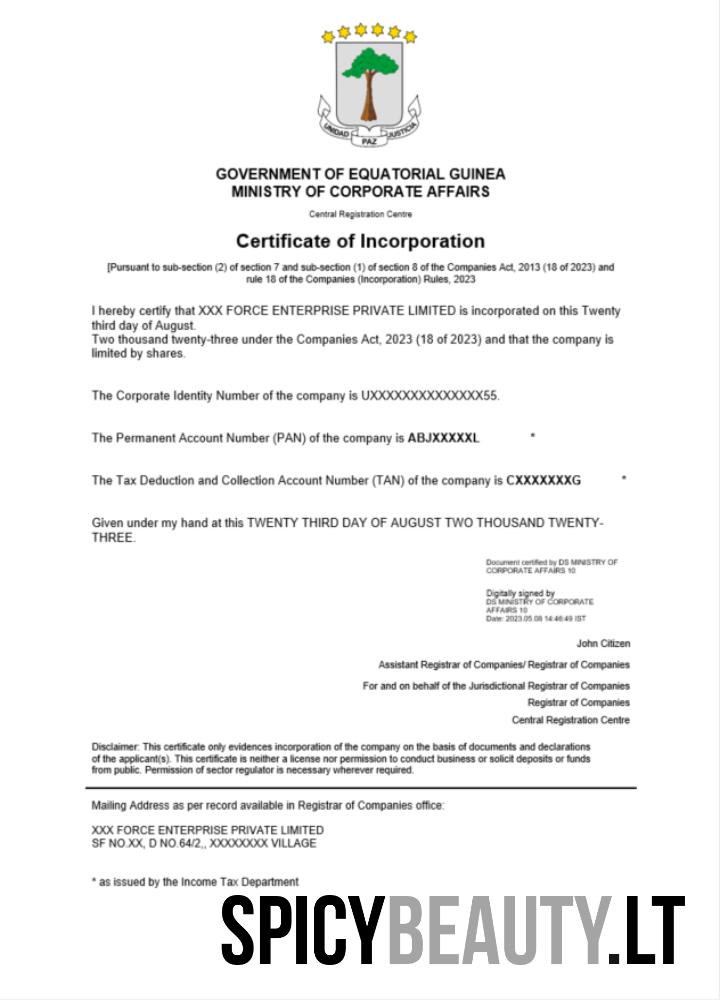 UNIDAD PAZ JUSTICIA
GOVERNMENT OF EQUATORIAL GUINEA
MINISTRY OF CORPORATE AFFAIRS
Central Registration Centre
Certificate of Incorporation
[Pursuant to sub-section (2) of section 7 and sub-section (1) of section 8 of the Companies Act, 2013 (18 of 2023) and
rule 18 of the Companies (Incorporation) Rules, 2023
I hereby certify that XXX FORCE ENTERPRISE PRIVATE LIMITED is incorporated on this Twenty
third day of August.
Two thousand twenty-three under the Companies Act, 2023 (18 of 2023) and that the company is
limited by shares.
The Corporate Identity Number of the company is UXXXXXXXXXXXXXX55.
The Permanent Account Number (PAN) of the company is ABJXXXXXL *
The Tax Deduction and Collection Account Number (TAN) of the company is CXXXXXXXG *
Given under my hand at this TWENTY THIRD DAY OF AUGUST TWO THOUSAND TWENTY-
THREE.
Document certified by DS MINISTRY OF
CORPORATE AFFAIRS 10
Digitally signed by
DS MINISTRY OF CORPORATE
AFFAIRS 10
Date: 2023.05.08 14:46:49 IST
John Citizen
Assistant Registrar of Companies/ Registrar of Companies
For and on behalf of the Jurisdictional Registrar of Companies
Registrar of Companies
Central Registration Centre
Disclaimer: This certificate only evidences incorporation of the company on the basis of documents and declarations
of the applicant(s). This certificate is neither a license nor permission to conduct business or solicit deposits or funds
from public. Permission of sector regulator is necessary wherever required.
Mailing Address as per record available in Registrar of Companies office:
XXX FORCE ENTERPRISE PRIVATE LIMITED
SF NO.XX, D NO.64/2,, XXXXXXXX VILLAGE
* as issued by the Income Tax Department
SPICYBEAUTY.LT